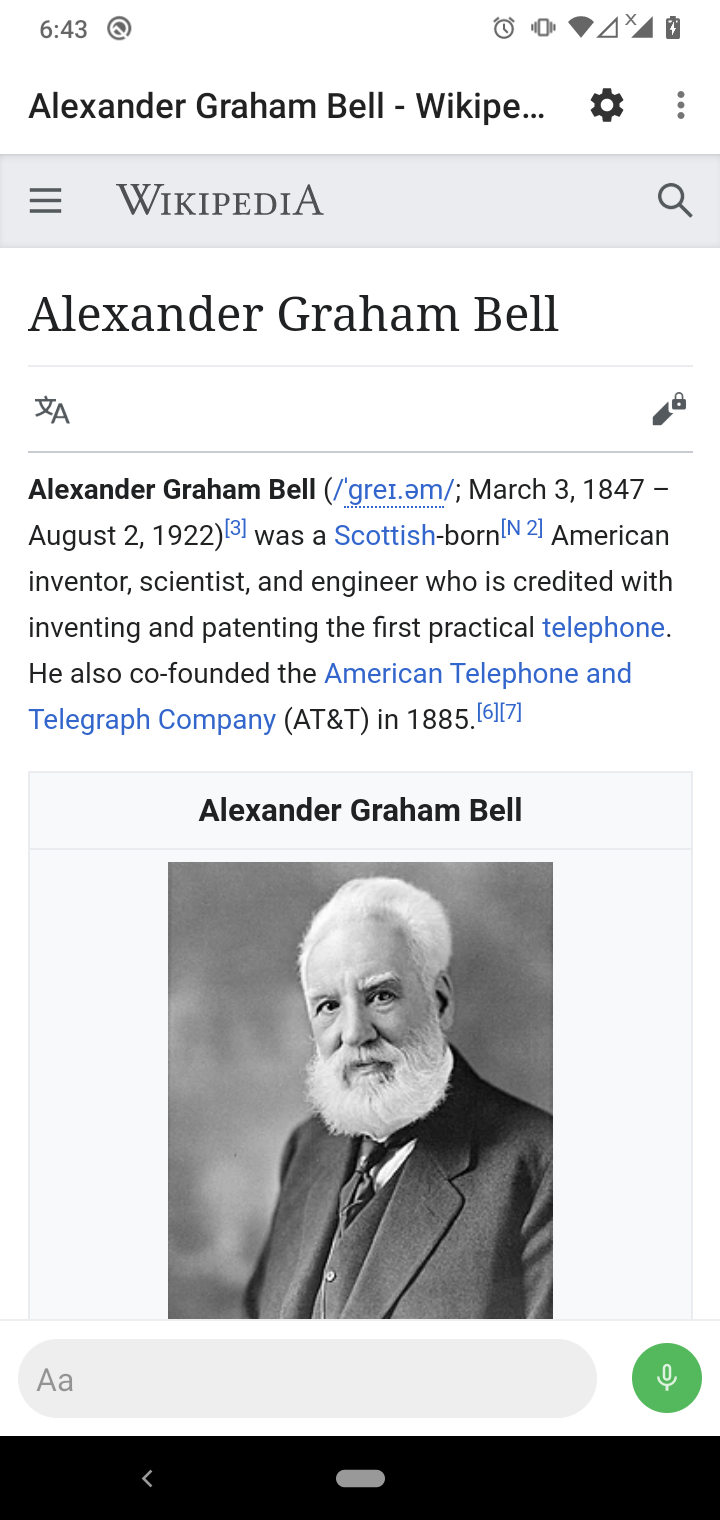 6:43
Alexander Graham Bell - Wikipe...
WIKIPEDIA
Alexander Graham Bell
文A
Alexander Graham Bell (/ˈɡreɪ.əm/; March 3, 1847 –
August 2, 1922)[3] was a Scottish-born[N 2] American
inventor, scientist, and engineer who is credited with
inventing and patenting the first practical telephone.
He also co-founded the American Telephone and
Telegraph Company (AT&T) in 1885.[6][7]
Alexander Graham Bell
Aa